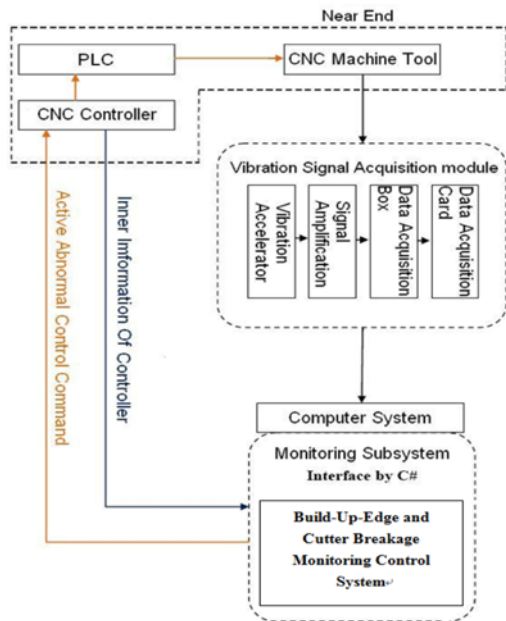 Near End
PLC
CNC Machine Tool
CNC Controller
Vibration Signal Acquisition module
Vibration
Accelerator
Signal
Amplification
Data Acquisition
Box
Data Acquisition
Card
Active Abnormal Control Command
Inner Imformation Of Controller
Computer System
Monitoring Subsystem
Interface by C#
Build-Up-Edge and
Cutter Breakage
Monitoring Control
System↵